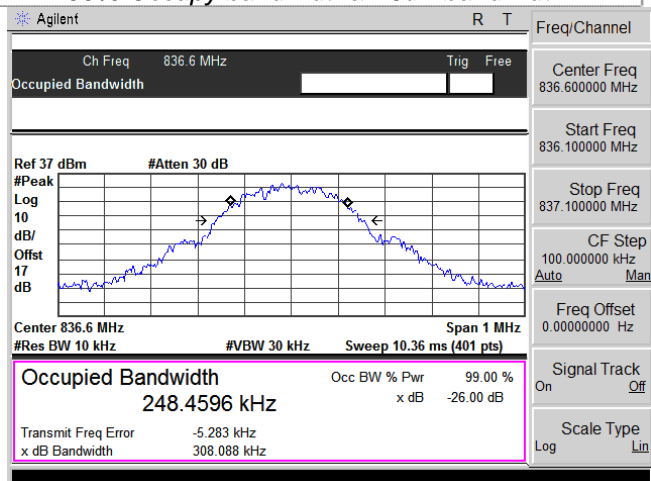 Agilent R T
Ch Freq 836.6 MHz Trig Free
Occupied Bandwidth
Ref 37 dBm #Atten 30 dB
#Peak
Log
10
dB/
Offst
17
dB
Center 836.6 MHz Span 1 MHz
#Res BW 10 kHz #VBW 30 kHz Sweep 10.36 ms (401 pts)
Occupied Bandwidth Occ BW % Pwr 99.00 %
248.4596 kHz x dB -26.00 dB
Transmit Freq Error -5.283 kHz
x dB Bandwidth 308.088 kHz
Freq/Channel
Center Freq
836.600000 MHz
Start Freq
836.100000 MHz
Stop Freq
837.100000 MHz
CF Step
100.000000 kHz
Auto Man
Freq Offset
0.00000000 Hz
Signal Track
On Off
Scale Type
Log Lin